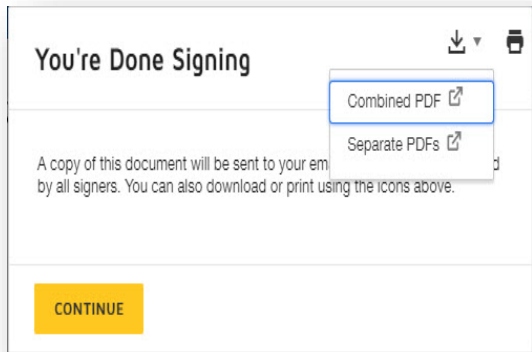 You're Done Signing
Combined PDF
Separate PDFs
A copy of this document will be sent to your em d
by all signers. You can also download or print using the icons above.
CONTINUE